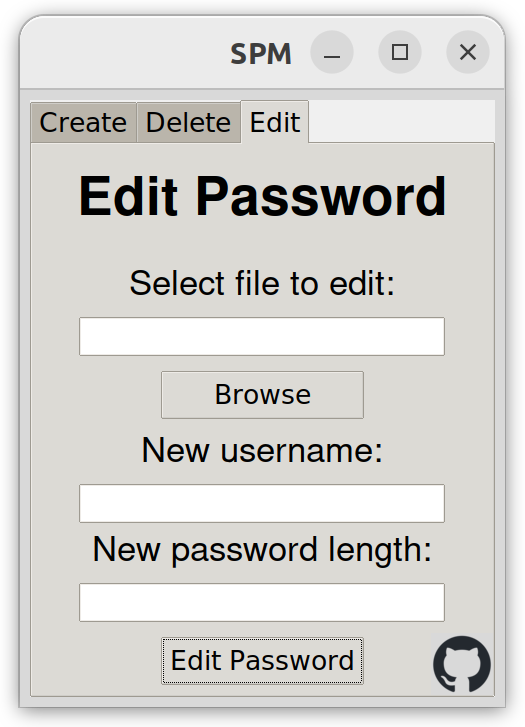 SPM
Create Delete Edit
Edit Password
Select file to edit:
Browse
New username:
New password length:
Edit Password